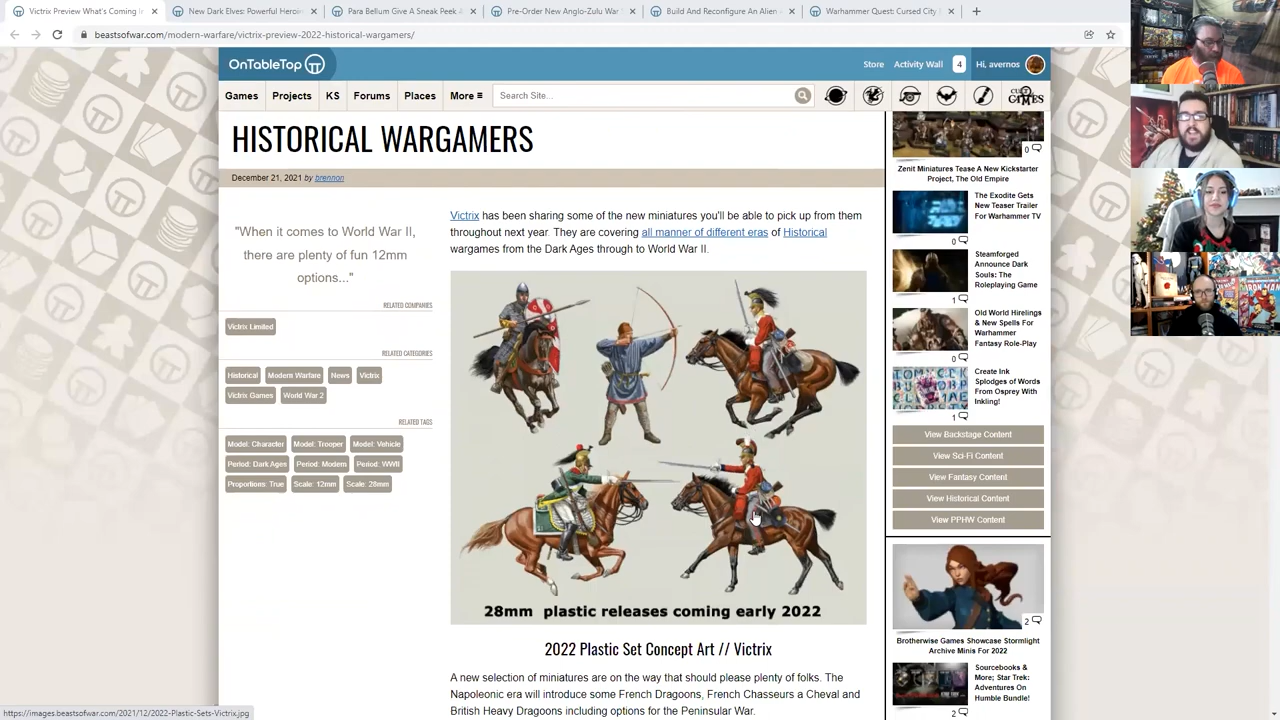 Victrix Preview What's Coming In
New Dark Elves: Powerful Heroin
Para Bellum Give A Sneak Peek A
Pre-Order New Anglo-Zulu War
Build And Reconfigure An Alien
Warhammer Quest: Cursed City
beastsofwar.com/modern-warfare/victrix-preview-2022-historical-wargamers/
OnTableTop
Store
Activity Wall
4
Hi, avernos
Games
Projects
KS
Forums
Places
More
Search Site...
HISTORICAL WARGAMERS
December 21, 2021 by brennon
"When it comes to World War II,
there are plenty of fun 12mm
options..."
RELATED COMPANIES
Victrix Limited
RELATED CATEGORIES
Historical
Modern Warfare
News
Victrix
Victrix Games
World War 2
RELATED TAGS
Model: Character
Model: Trooper
Model: Vehicle
Period: Dark Ages
Period: Modern
Period: WWII
Proportions: True
Scale: 12mm
Scale: 28mm
Victrix has been sharing some of the new miniatures you'll be able to pick up from them
throughout next year. They are covering all manner of different eras of Historical
wargames from the Dark Ages through to World War II.
28mm plastic releases coming early 2022
2022 Plastic Set Concept Art // Victrix
A new selection of miniatures are on the way that should please plenty of folks. The
Napoleonic era will introduce some French Dragoons, French Chasseurs a Cheval and
British Heavy Dragoons including options for the Peninsular War.
0
Zenit Miniatures Tease A New Kickstarter
Project, The Old Empire
The Exodite Gets
New Teaser Trailer
For Warhammer TV
0
Steamforged
Announce Dark
Souls: The
Roleplaying Game
1
Old World Hirelings
& New Spells For
Warhammer
Fantasy Role-Play
0
Create Ink
Splodges of Words
From Osprey With
Inkling!
1
View Backstage Content
View Sci-Fi Content
View Fantasy Content
View Historical Content
View PPHW Content
2
Brotherwise Games Showcase Stormlight
Archive Minis For 2022
Sourcebooks &
More; Star Trek:
Adventures On
Humble Bundle!
2
https://images.beastsofwar.com/2021/12/2022-Plastic-Sets-Victrix.jpg